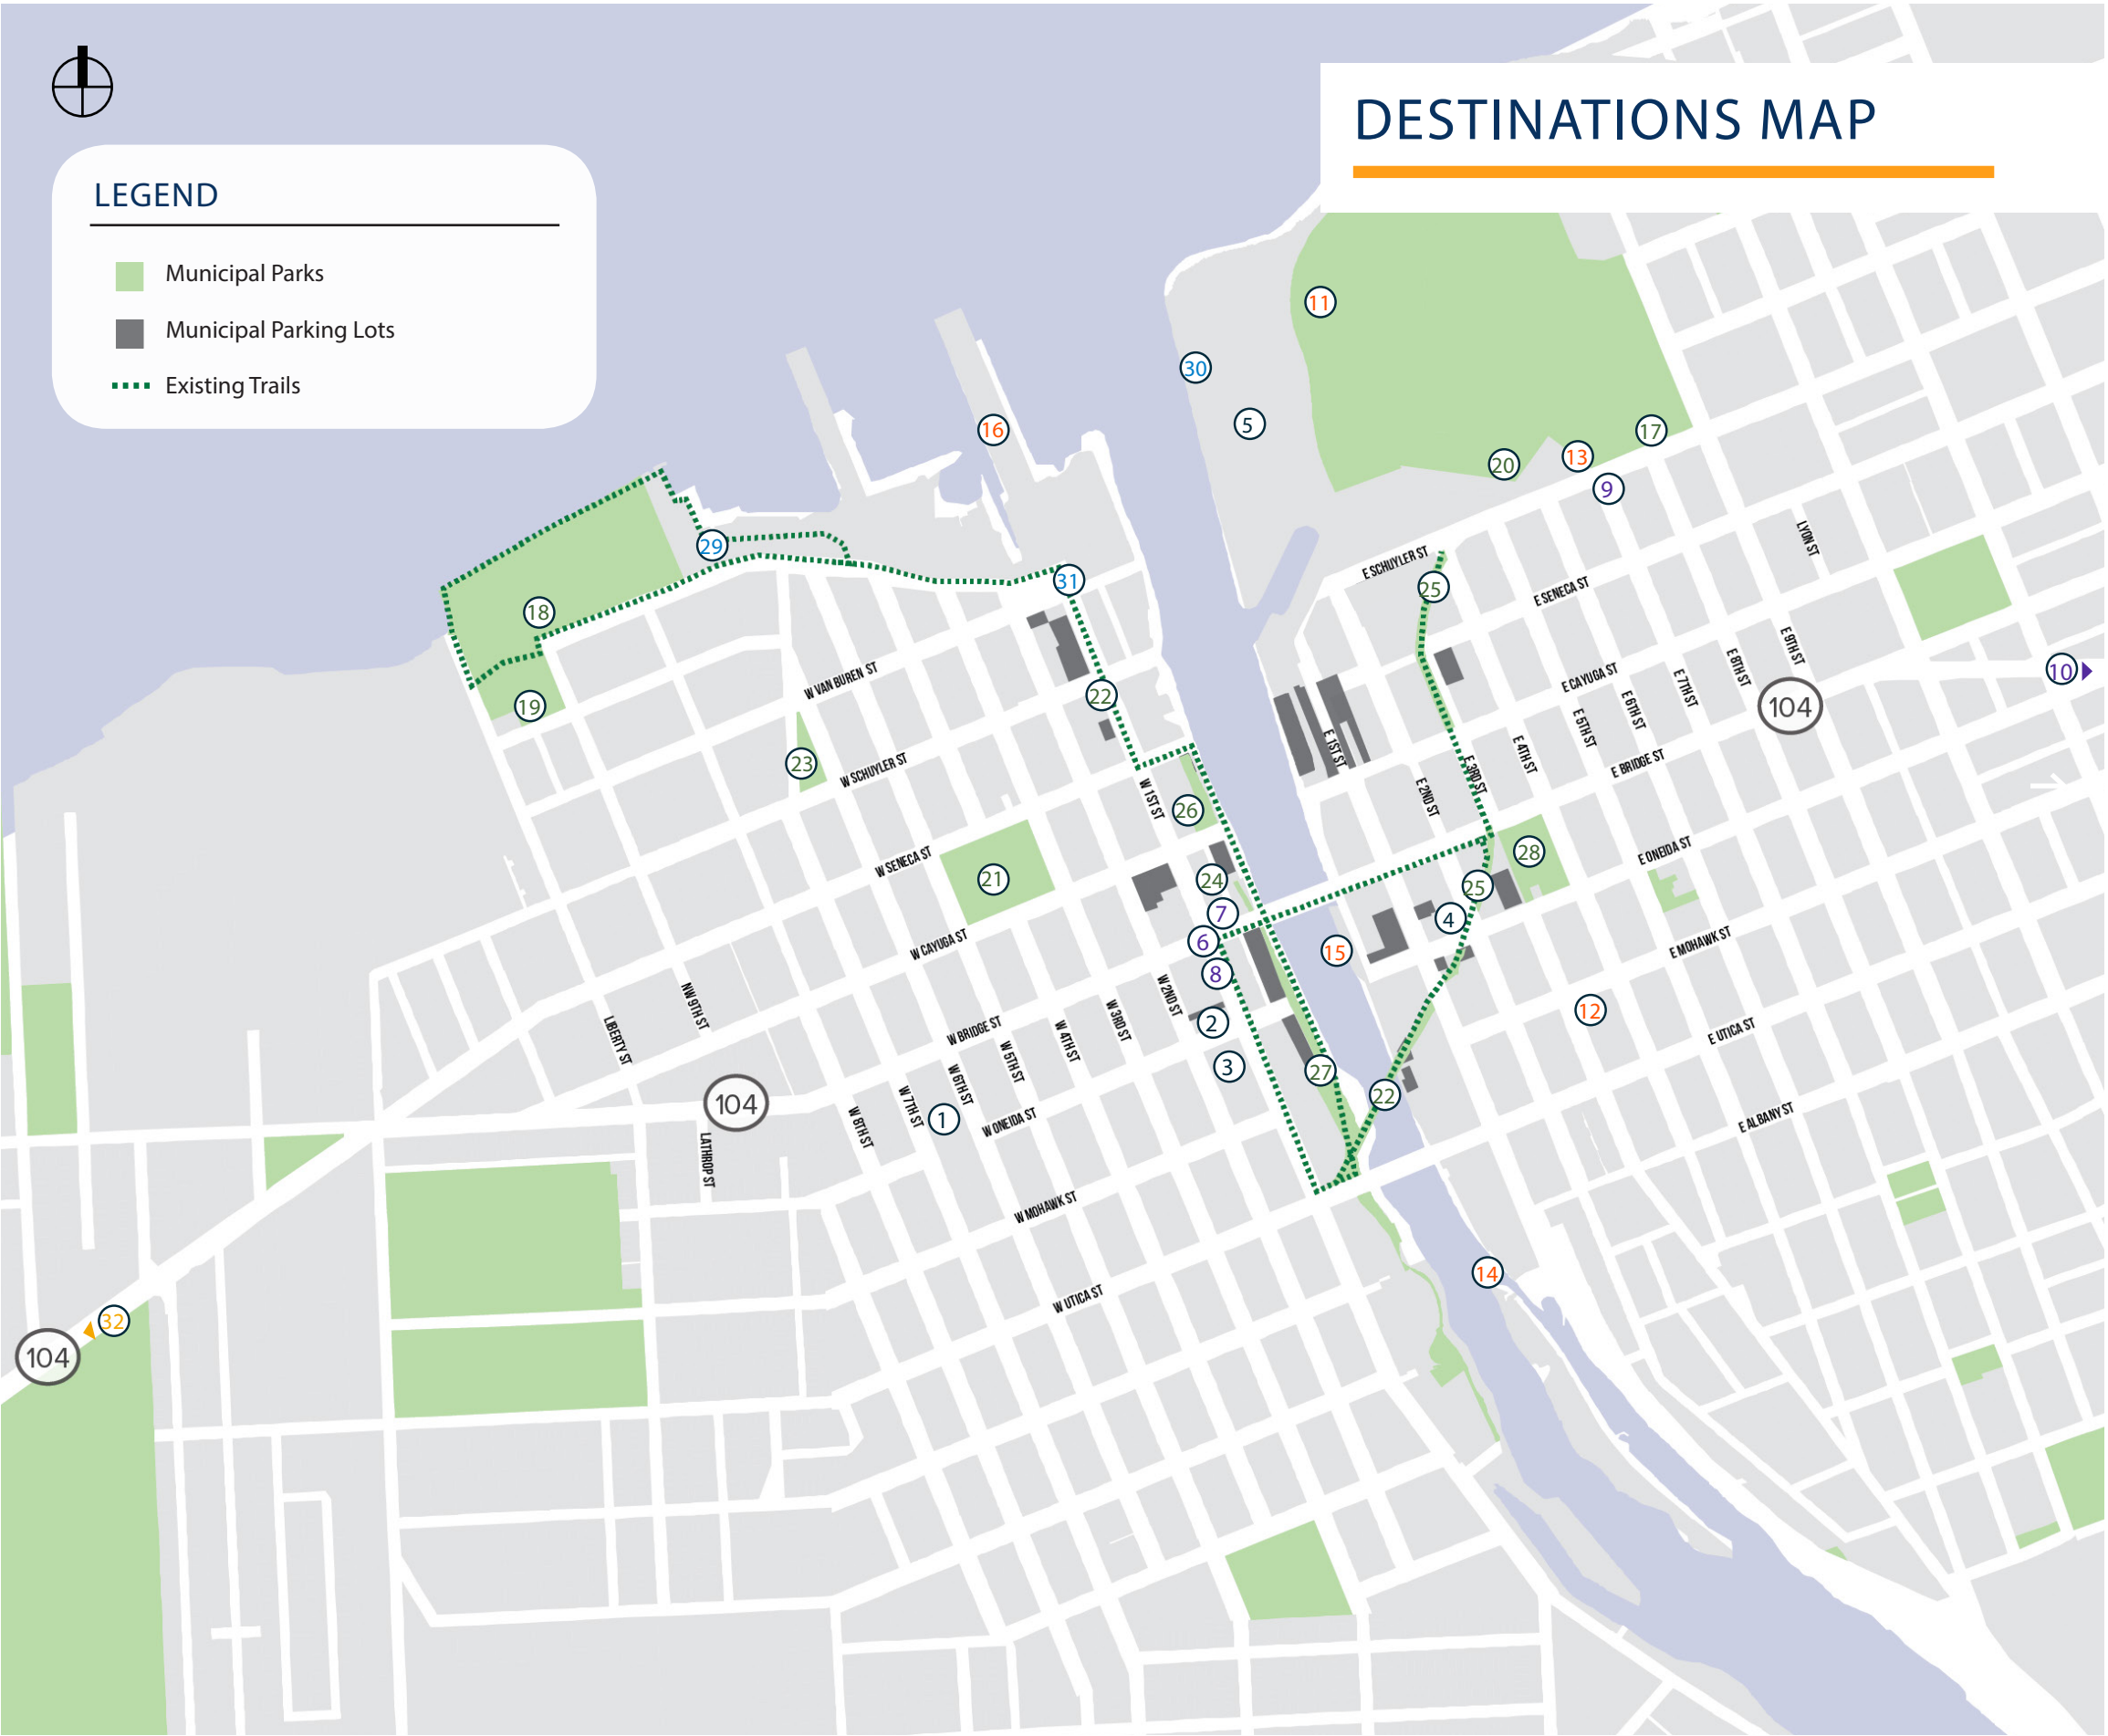 DESTINATIONS MAP
LEGEND
Municipal Parks
Municipal Parking Lots
Existing Trails
11
30
5
16
17
20
13
9
29
31
25
18
19
22
23
26
21
24
7
6
8
2
3
1
27
22
15
4
25
28
12
14
10
32
104
104
104
E SCHUYLER ST
E SENECA ST
E CAYUGA ST
E BRIDGE ST
E ONEIDA ST
E MOHAWK ST
E UTICA ST
E ALBANY ST
LYON ST
E 9TH ST
E 8TH ST
E 7TH ST
E 6TH ST
E 5TH ST
E 4TH ST
E 3RD ST
E 2ND ST
E 1ST ST
W VAN BUREN ST
W SCHUYLER ST
W SENECA ST
W CAYUGA ST
W BRIDGE ST
W ONEIDA ST
W MOHAWK ST
W UTICA ST
W 1ST ST
W 2ND ST
W 3RD ST
W 4TH ST
W 5TH ST
W 6TH ST
W 7TH ST
W 8TH ST
NW 9TH ST
LIBERTY ST
LATHROP ST